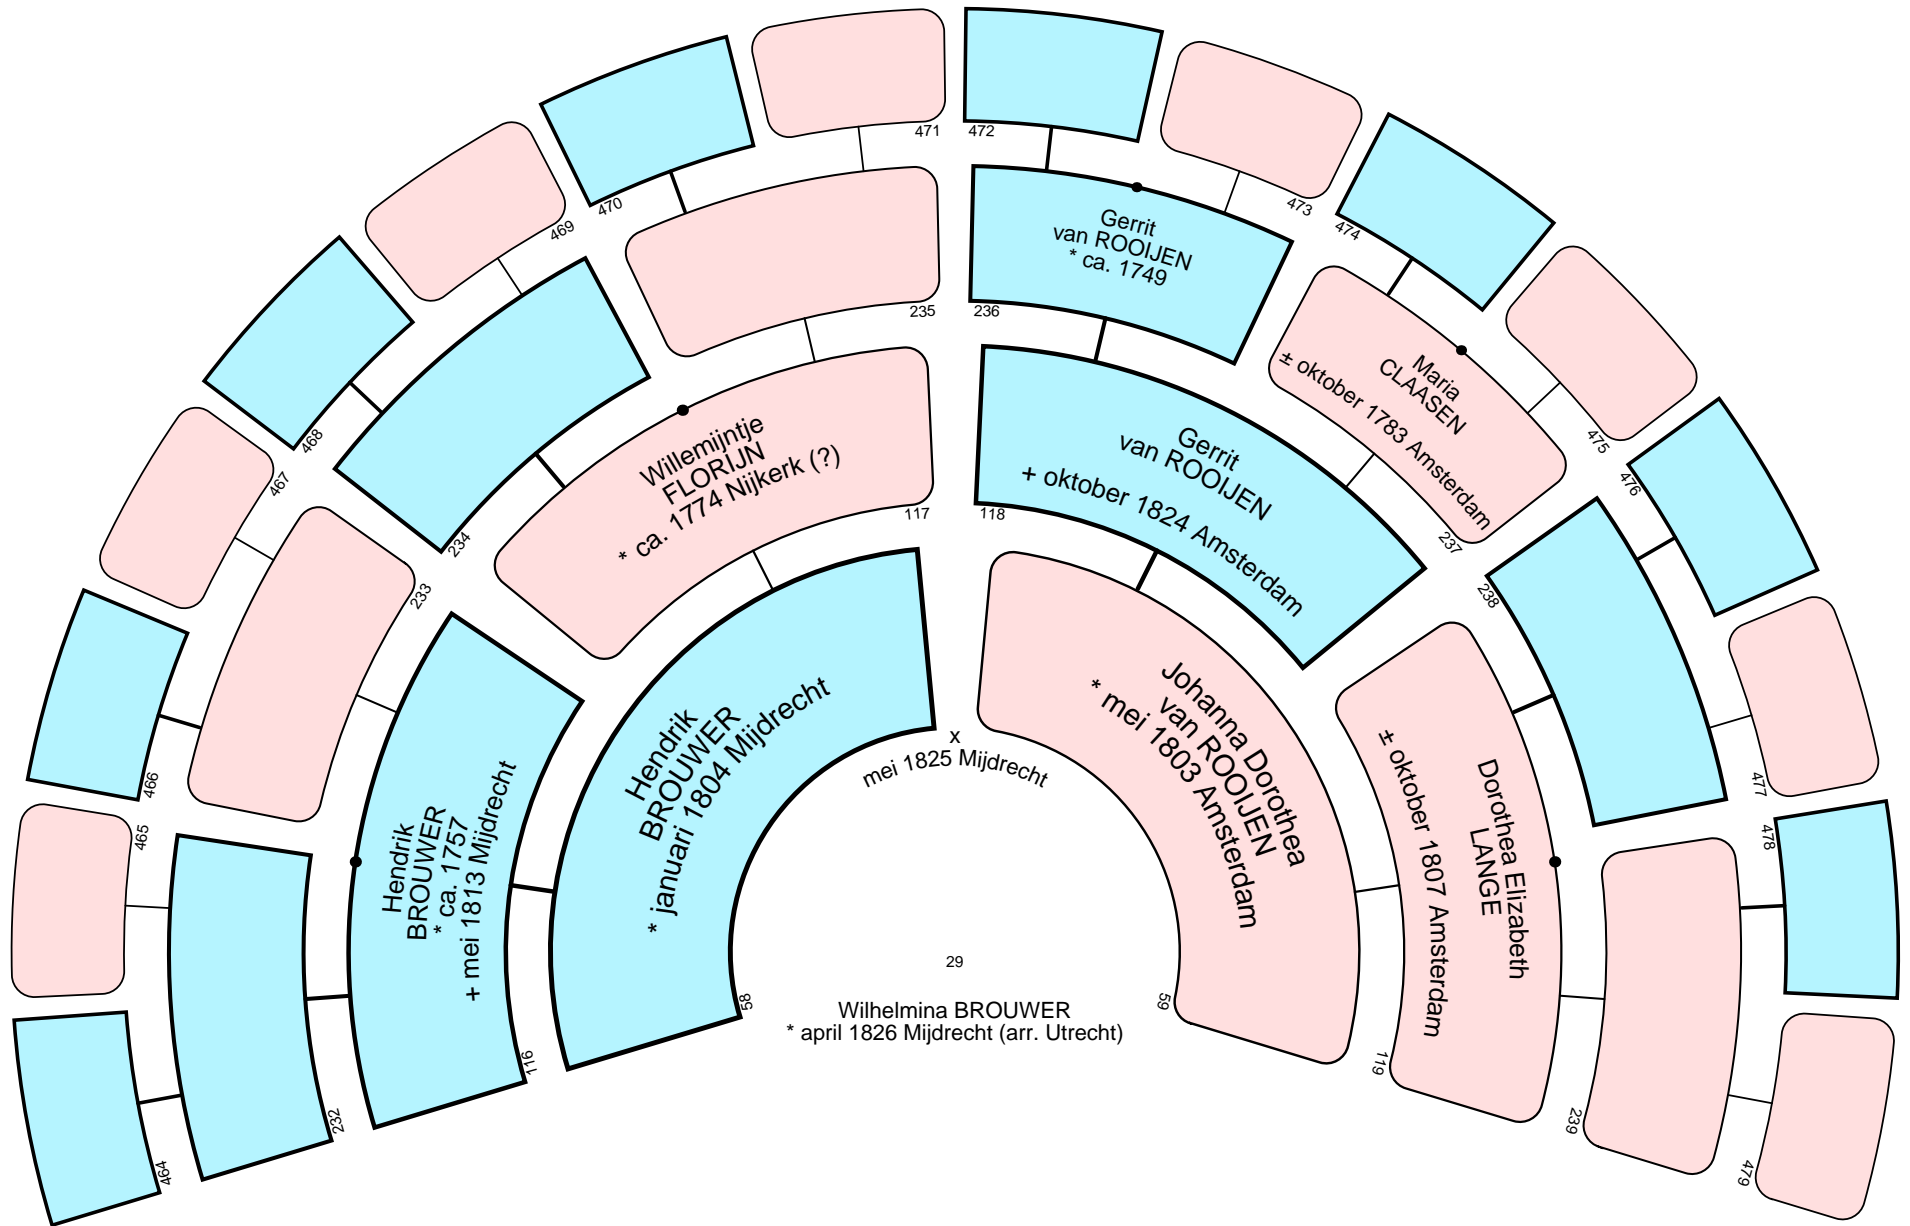 471
472
473
474
475
476
477
478
479
470
469
468
467
466
465
464
Gerrit
van ROOIJEN
* ca. 1749
236
235
Maria
CLAASEN
± oktober 1783 Amsterdam
237
238
239
234
233
232
Willemijntje
FLORIJN
* ca. 1774 Nijkerk (?)
117
Gerrit
van ROOIJEN
+ oktober 1824 Amsterdam
118
Hendrik
BROUWER
* ca. 1757
+ mei 1813 Mijdrecht
116
Dorothea Elizabeth
LANGE
± oktober 1807 Amsterdam
119
Hendrik
BROUWER
* januari 1804 Mijdrecht
58
Johanna Dorothea
van ROOIJEN
* mei 1803 Amsterdam
59
x
mei 1825 Mijdrecht
29
Wilhelmina BROUWER
* april 1826 Mijdrecht (arr. Utrecht)